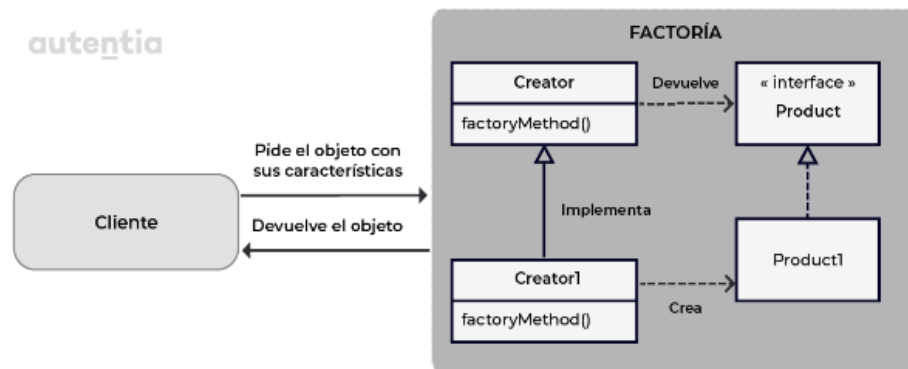 autentia
FACTORÍA
Creator
factoryMethod()
Devuelve
« interface »
Product
Pide el objeto con
sus características
Cliente
Devuelve el objeto
Implementa
Creator1
factoryMethod()
Crea
Product1